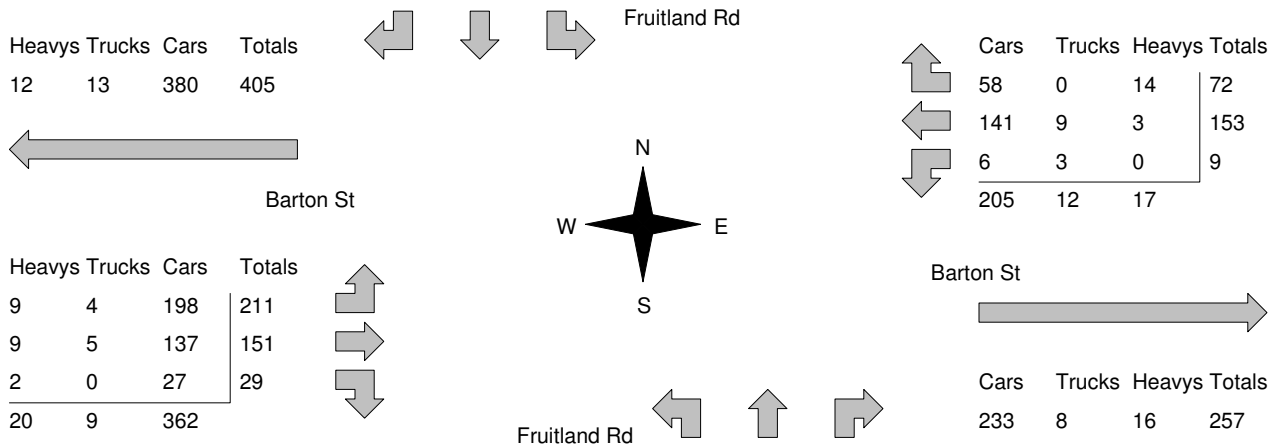 Fruitland Rd
Heavys Trucks Cars Totals
12 13 380 405
Cars Trucks Heavys Totals
58 0 14 72
141 9 3 153
6 3 0 9
205 12 17
Barton St
N
W E
S
Heavys Trucks Cars Totals
9 4 198 211
9 5 137 151
2 0 27 29
20 9 362
Barton St
Cars Trucks Heavys Totals
233 8 16 257
Fruitland Rd